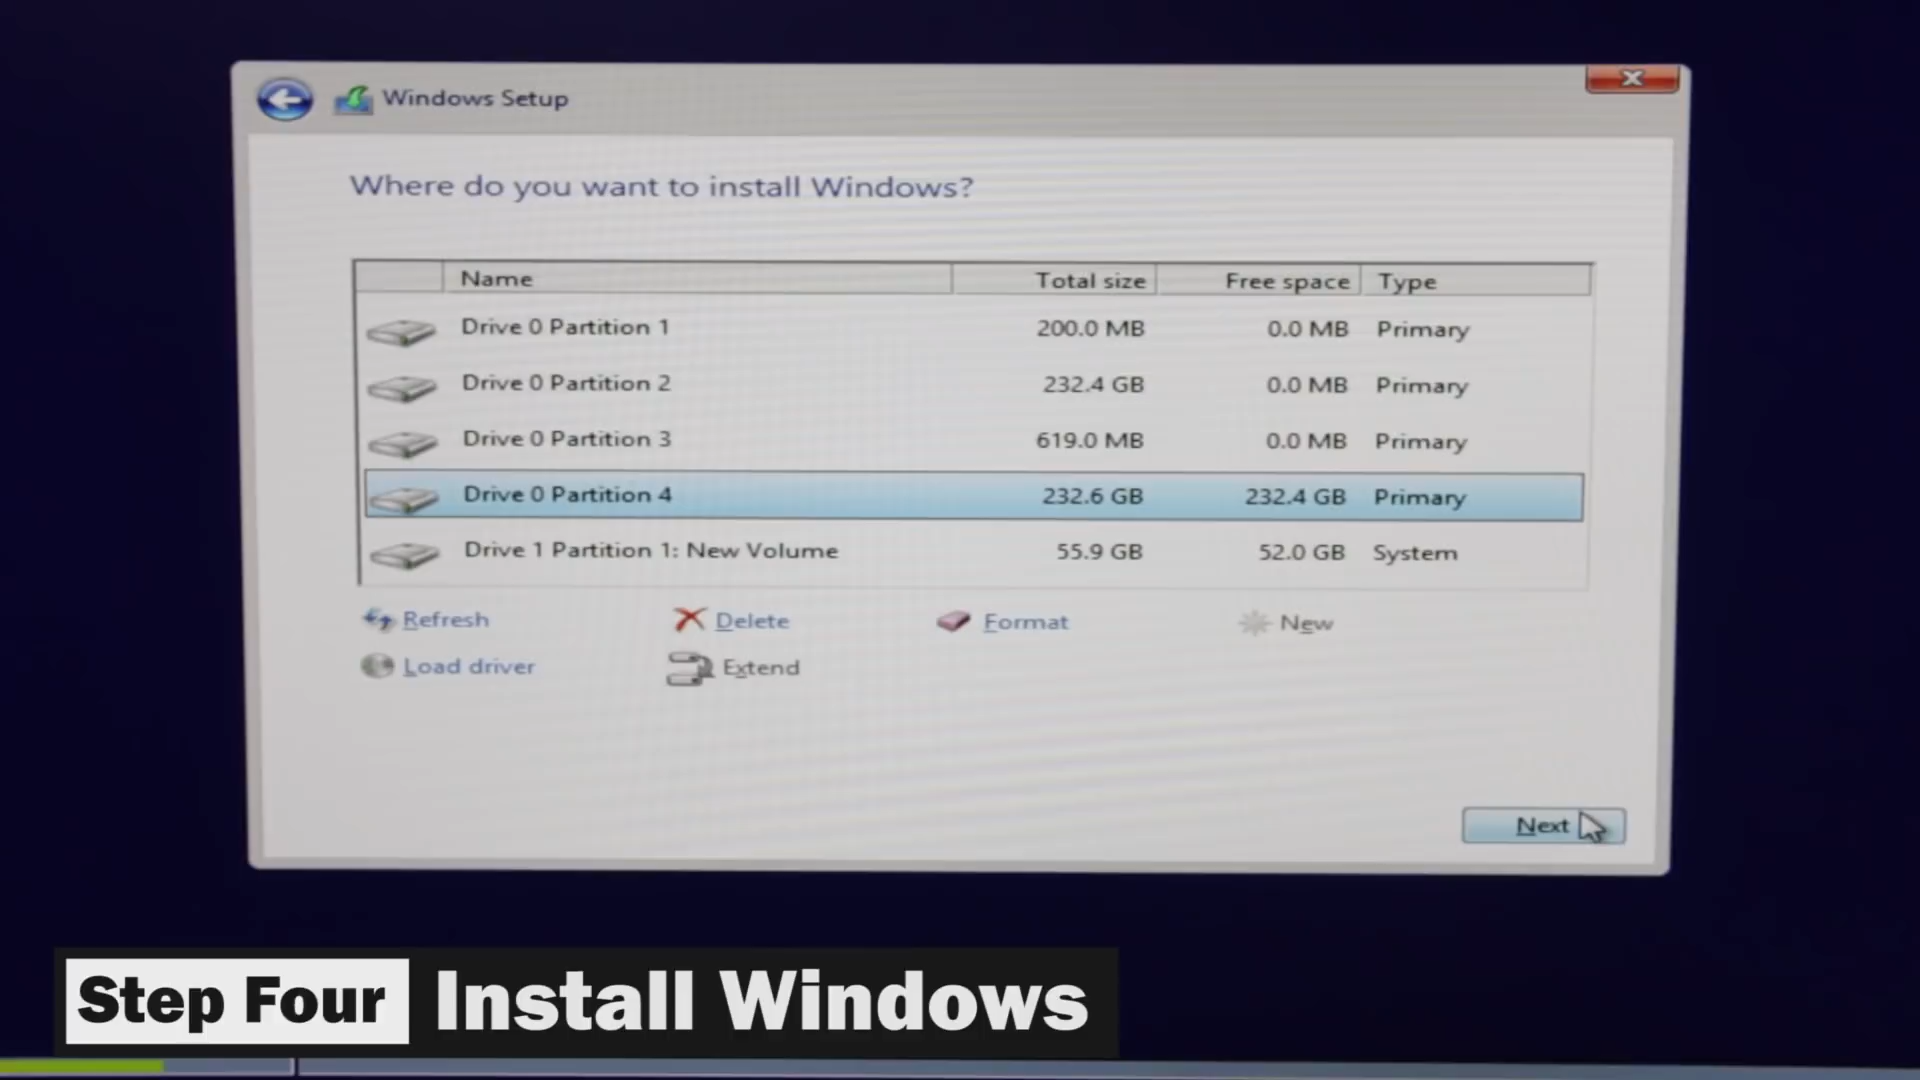 Windows Setup
Where do you want to install Windows?
Name Total size Free space Type
Drive 0 Partition 1 200.0 MB 0.0 MB Primary
Drive 0 Partition 2 232.4 GB 0.0 MB Primary
Drive 0 Partition 3 619.0 MB 0.0 MB Primary
Drive 0 Partition 4 232.6 GB 232.4 GB Primary
Drive 1 Partition 1: New Volume 55.9 GB 52.0 GB System
Refresh Delete Format New
Load driver Extend
Next
Step Four Install Windows